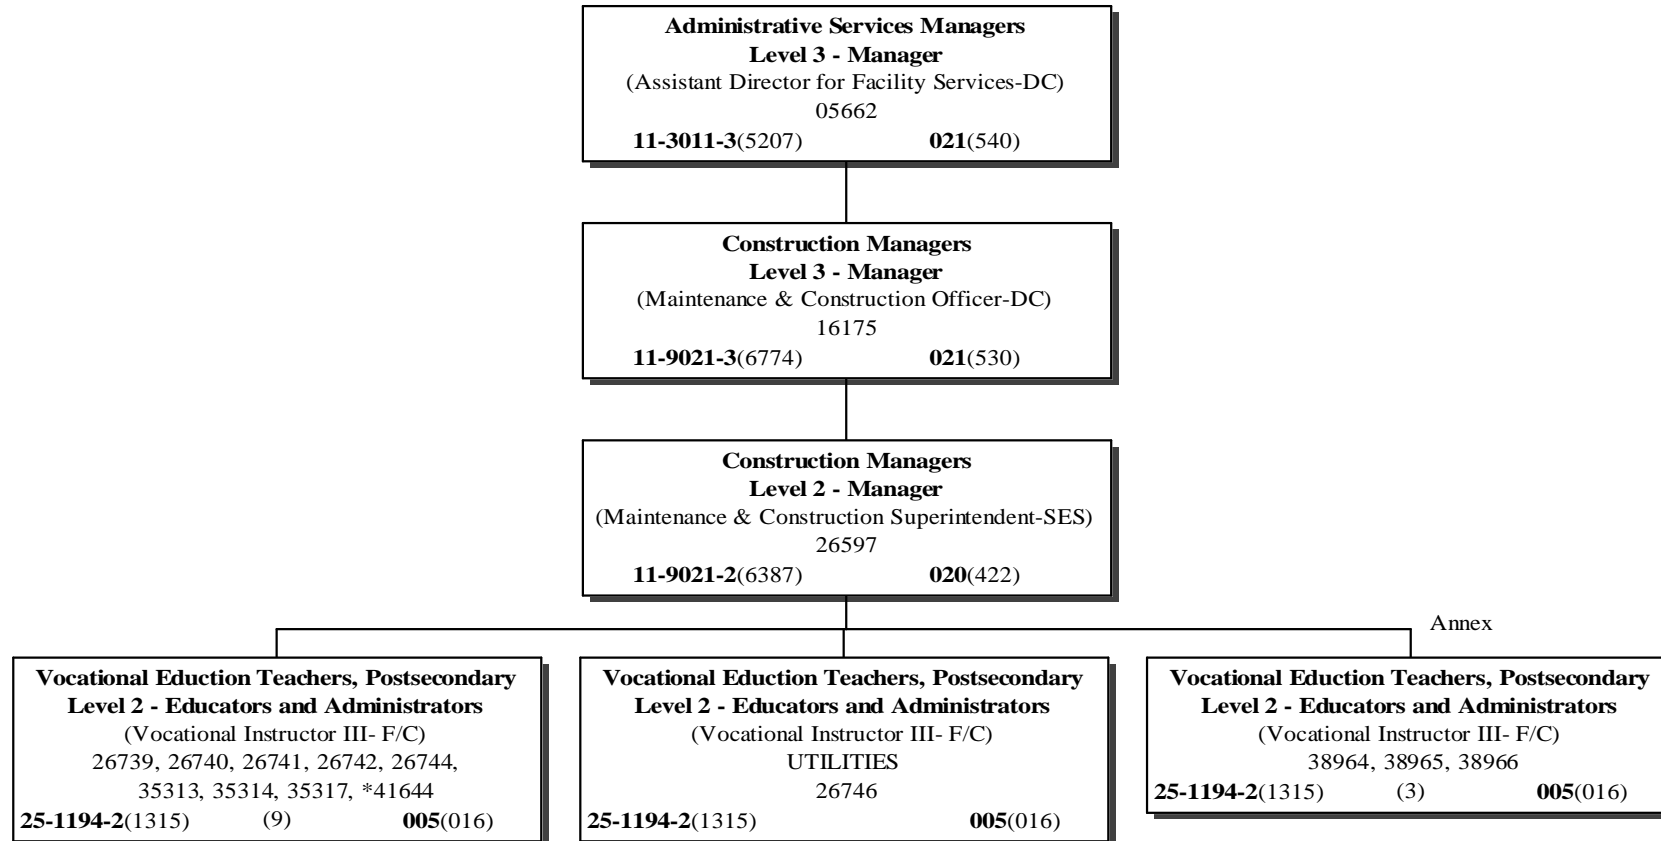 Administrative Services Managers
Level 3 - Manager
(Assistant Director for Facility Services-DC)
05662
11-3011-3(5207) 021(540)
Construction Managers
Level 3 - Manager
(Maintenance & Construction Officer-DC)
16175
11-9021-3(6774) 021(530)
Construction Managers
Level 2 - Manager
(Maintenance & Construction Superintendent-SES)
26597
11-9021-2(6387) 020(422)
Vocational Eduction Teachers, Postsecondary
Level 2 - Educators and Administrators
(Vocational Instructor III- F/C)
26739, 26740, 26741, 26742, 26744,
35313, 35314, 35317, *41644
25-1194-2(1315) (9) 005(016)
Vocational Eduction Teachers, Postsecondary
Level 2 - Educators and Administrators
(Vocational Instructor III- F/C)
UTILITIES
26746
25-1194-2(1315) 005(016)
Annex
Vocational Eduction Teachers, Postsecondary
Level 2 - Educators and Administrators
(Vocational Instructor III- F/C)
38964, 38965, 38966
25-1194-2(1315) (3) 005(016)